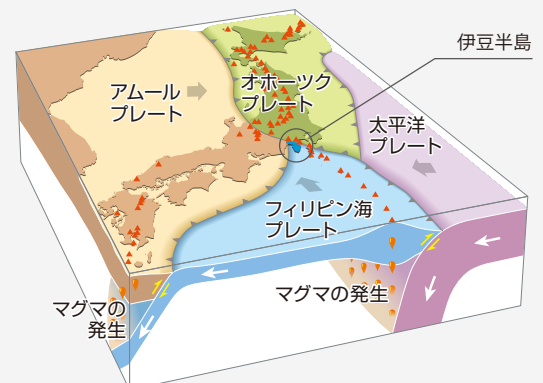 伊豆半島
アムール
プレート
オホーツク
プレート
太平洋
プレート
フィリピン海
プレート
マグマの発生
マグマの
発生